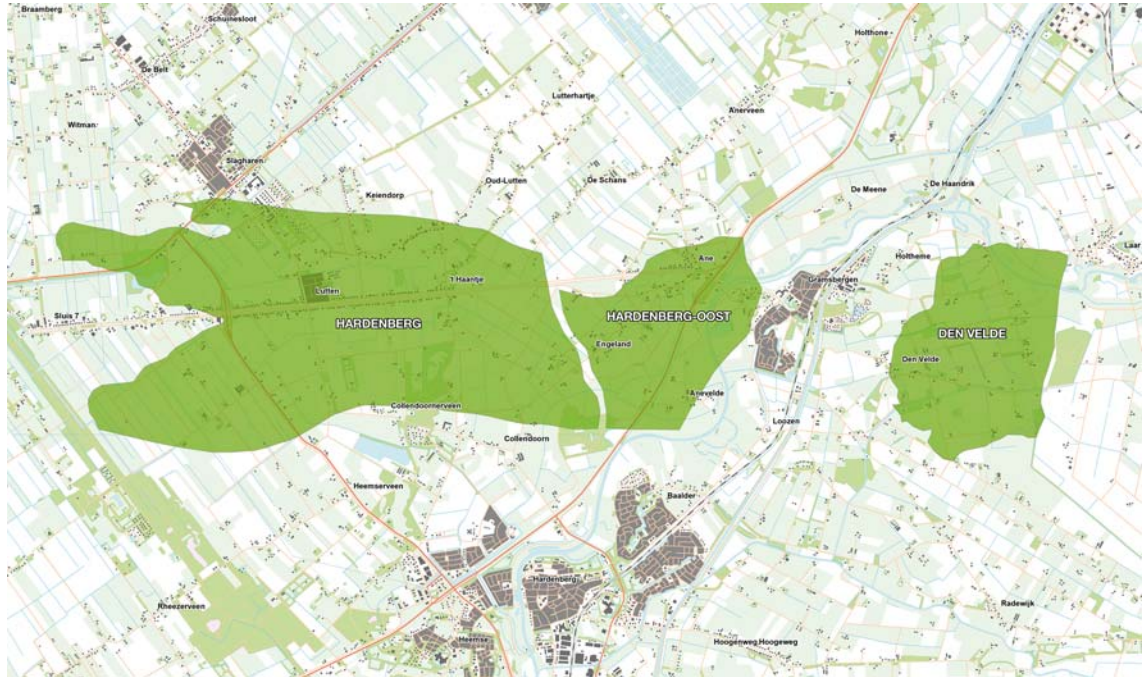 Braamberg
Schuinesloot
De Belt
Witman
Slagharen
Keiendorp
Oud-Lutten
De Schans
Lutterhartje
Anerveen
Holthone
De Meene
De Haandrik
Laar
Holtheme
Gramsbergen
Ane
't Haantje
Lutten
Sluis 7
HARDENBERG
HARDENBERG-OOST
DEN VELDE
Engeland
Den Velde
Anevelde
Collendoornerveen
Collendoorn
Loozen
Heemserveen
Baalder
Hardenberg
Rheezerveen
Heemse
Radewijk
Hoogenweg Hoogeweg